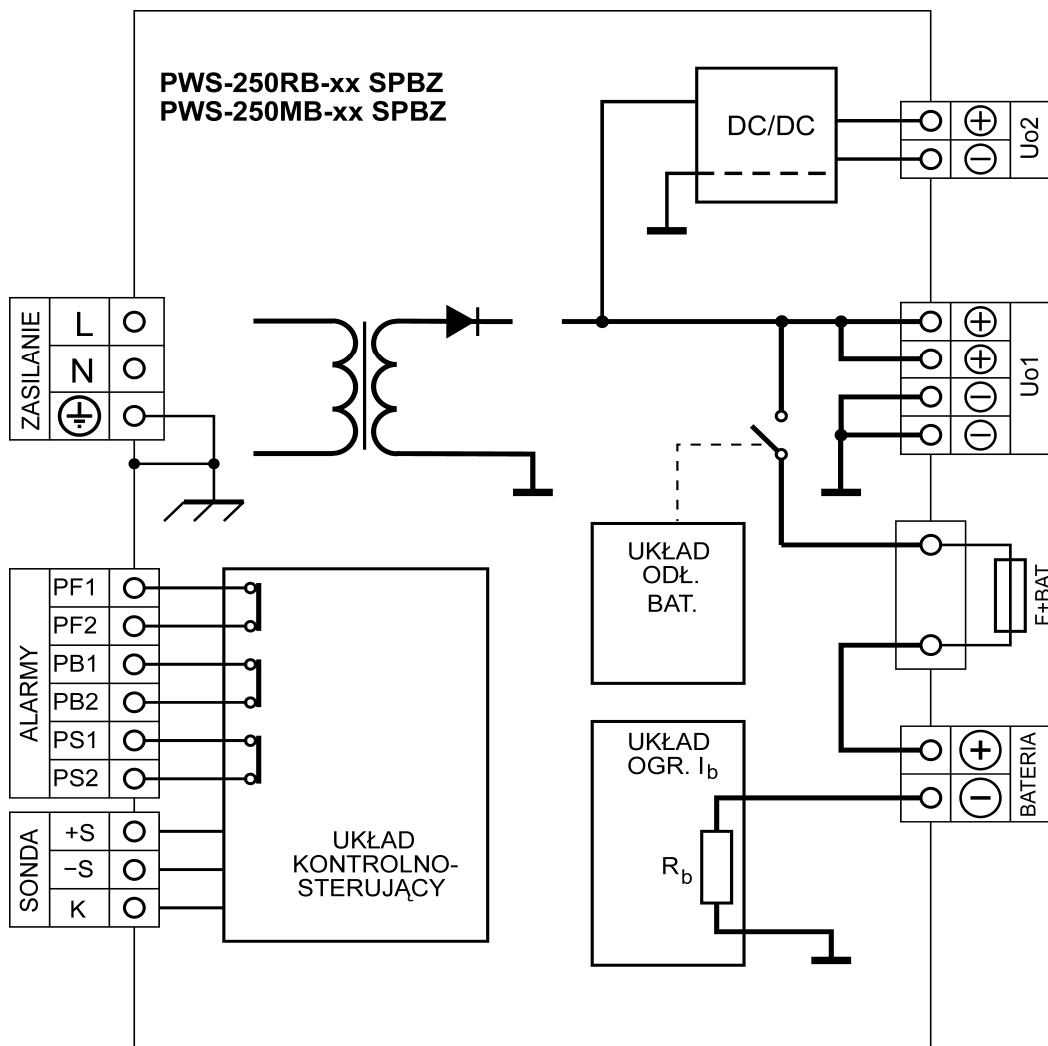 PWS-250RB-xx SPBZ
PWS-250MB-xx SPBZ
DC/DC
Uo2
ZASILANIE
L
N
Uo1
UKŁAD
ODŁ.
BAT.
F+BAT
ALARMY
PF1
PF2
PB1
PB2
PS1
PS2
UKŁAD
OGR. Ib
Rb
BATERIA
SONDA
+S
−S
K
UKŁAD
KONTROLNO-
STERUJĄCY